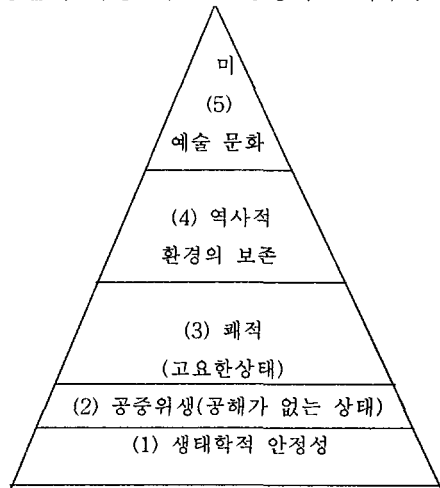 미
(5)
예술 문화
(4) 역사적
환경의 보존
(3) 쾌적
(고요한상태)
(2) 공중위생(공해가 없는 상태)
(1) 생태학적 안정성